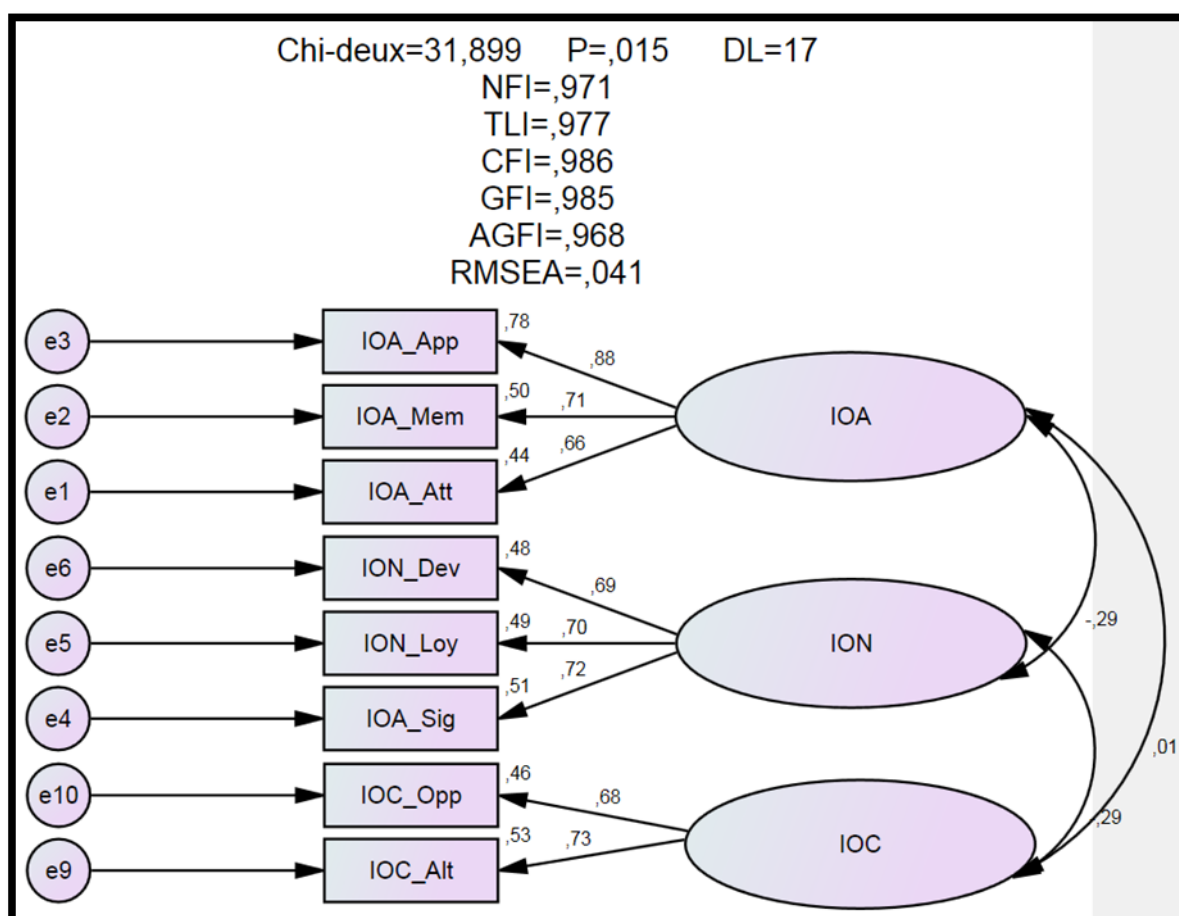 Chi-deux=31,899 P=,015 DL=17
NFI=,971
TLI=,977
CFI=,986
GFI=,985
AGFI=,968
RMSEA=,041
e3 IOA_App ,78 ,88
e2 IOA_Mem ,50 ,71 IOA
e1 IOA_Att ,44 ,66
e6 ION_Dev ,48 ,69
e5 ION_Loy ,49 ,70 ION -,29
e4 IOA_Sig ,51 ,72
,01
e10 IOC_Opp ,46 ,68
-,29
e9 IOC_Alt ,53 ,73 IOC